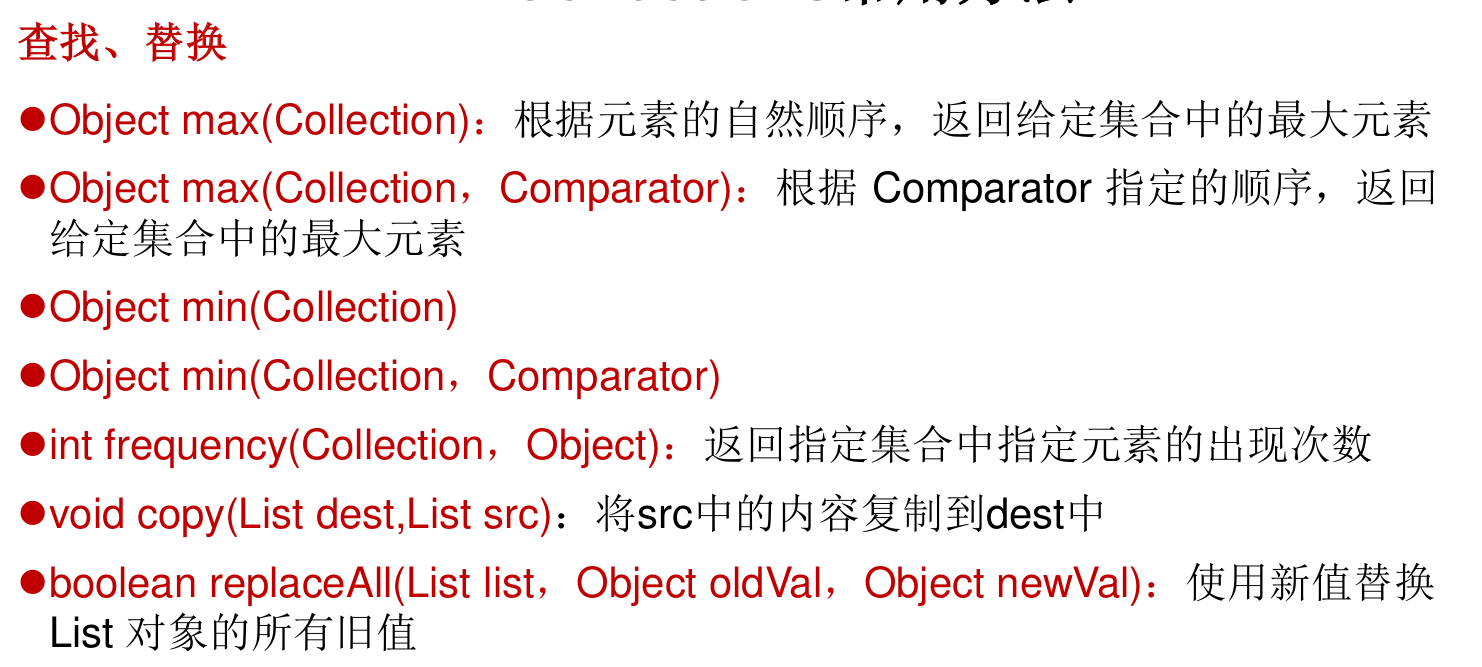 查找、替换
●Object max(Collection)：根据元素的自然顺序，返回给定集合中的最大元素
●Object max(Collection，Comparator)：根据 Comparator 指定的顺序，返回
给定集合中的最大元素
●Object min(Collection)
●Object min(Collection，Comparator)
●int frequency(Collection，Object)：返回指定集合中指定元素的出现次数
●void copy(List dest,List src)：将src中的内容复制到dest中
●boolean replaceAll(List list，Object oldVal，Object newVal)：使用新值替换
List 对象的所有旧值